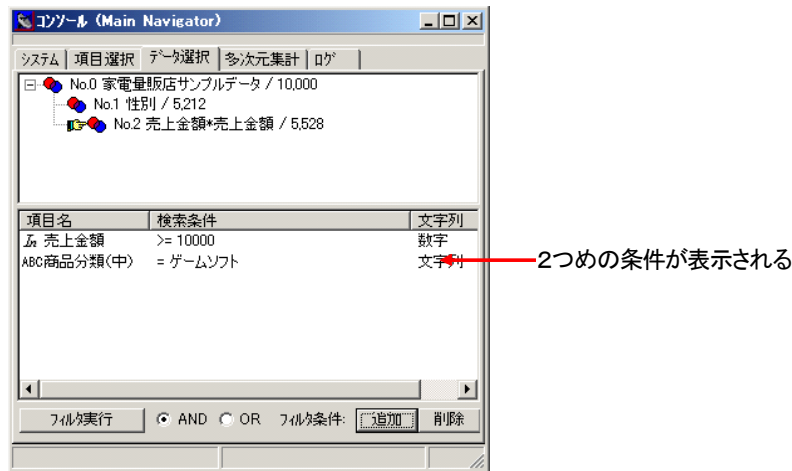 コンソール (Main Navigator)
システム 項目選択 データ選択 多次元集計 ログ
No.0 家電量販店サンプルデータ / 10,000
No.1 性別 / 5,212
No.2 売上金額*売上金額 / 5,528
項目名 検索条件 文字列
売上金額 >= 10000 数字
ABC商品分類(中) = ゲームソフト 文字列
2つめの条件が表示される
フィルタ実行 AND OR フィルタ条件: 追加 削除